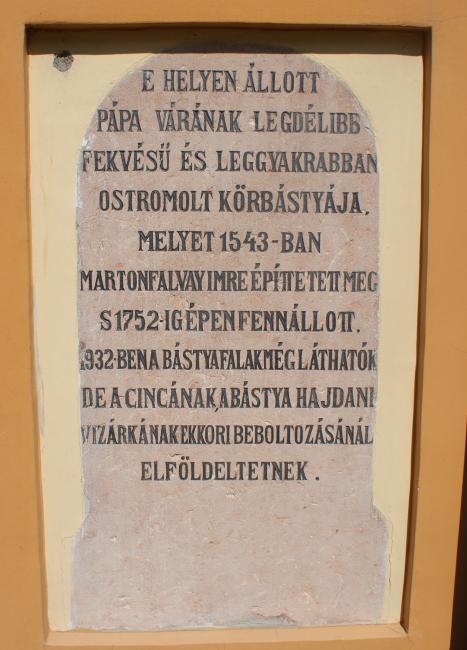 E HELYEN ÁLLOTT
PÁPA VÁRÁNAK LEGDÉLIBB
FEKVÉSŰ ÉS LEGGYAKRABBAN
OSTROMOLT KÖRBÁSTYÁJA,
MELYET 1543-BAN
MARTONFALVAY IMRE ÉPÍTTETETT MEG
S 1752-IG ÉPEN FENNÁLLOTT.
1932-BEN A BÁSTYAFALAK MÉG LÁTHATÓK
DE A CINCÁNAK, A BÁSTYA HAJDANI
VIZÁRKÁNAK EKKORI BEBOLTOZÁSÁNÁL
ELFÖLDELTETNEK.